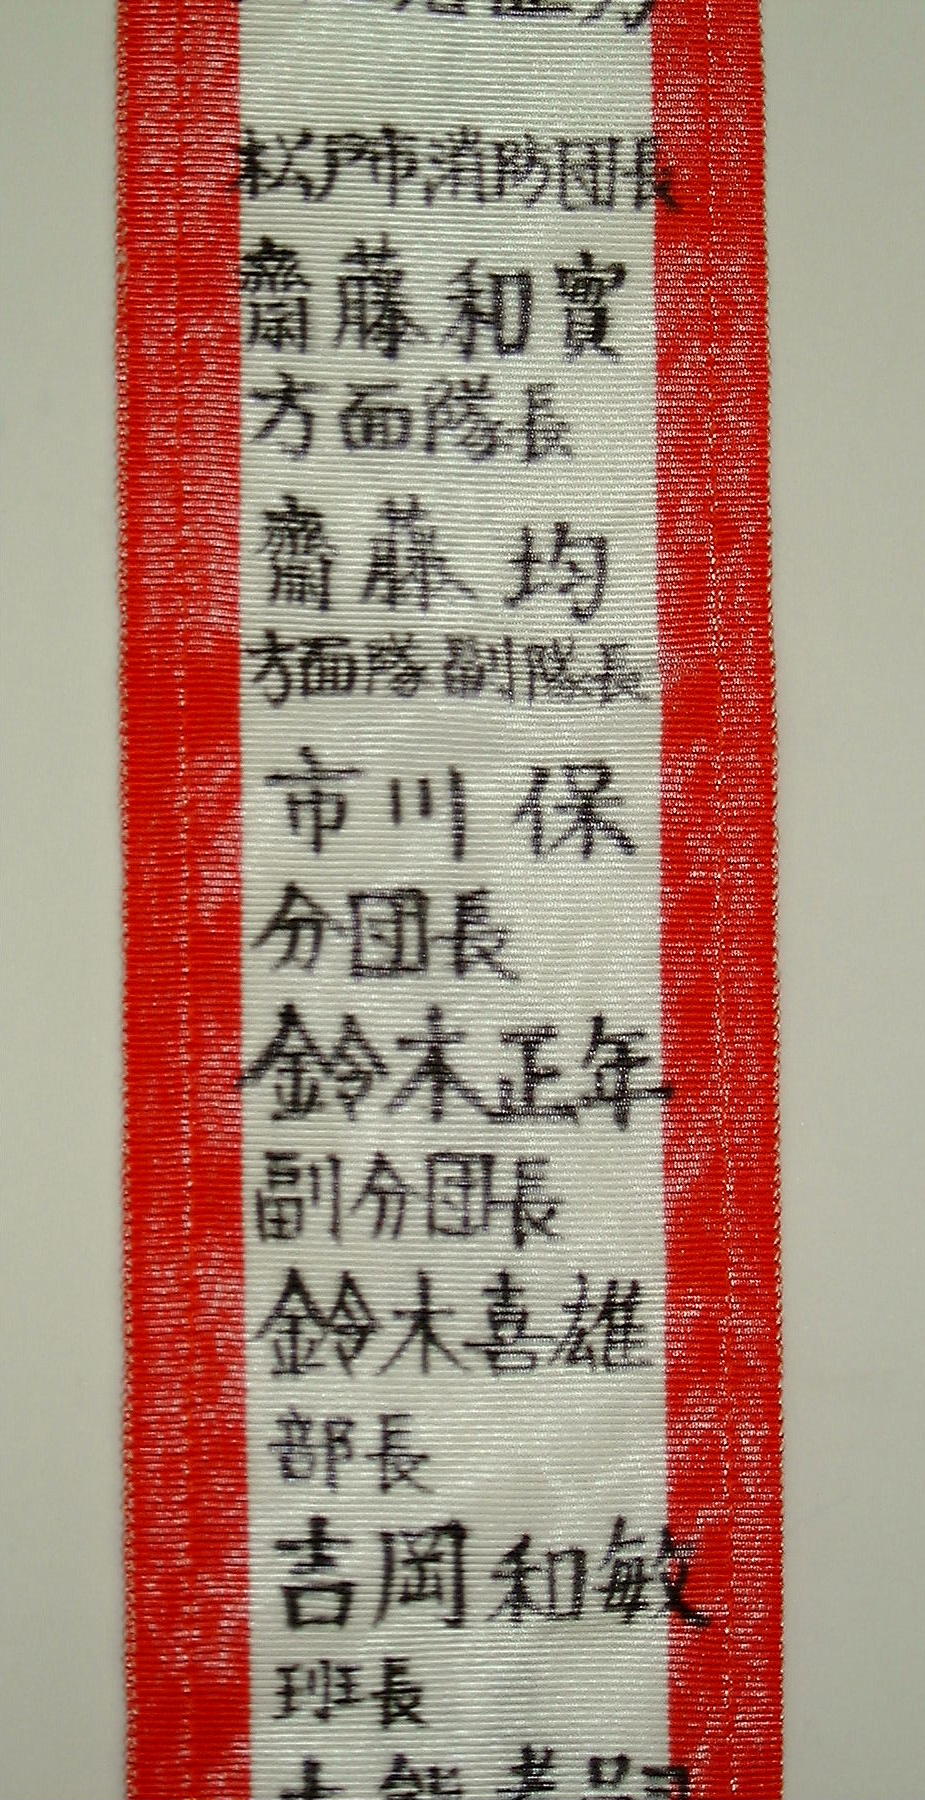 松戸市消防団長
齋藤和實
方面隊長
齋藤 均
方面隊副隊長
市川 保
分団長
鈴木正年
副分団長
鈴木喜雄
部長
吉岡和敏
班長